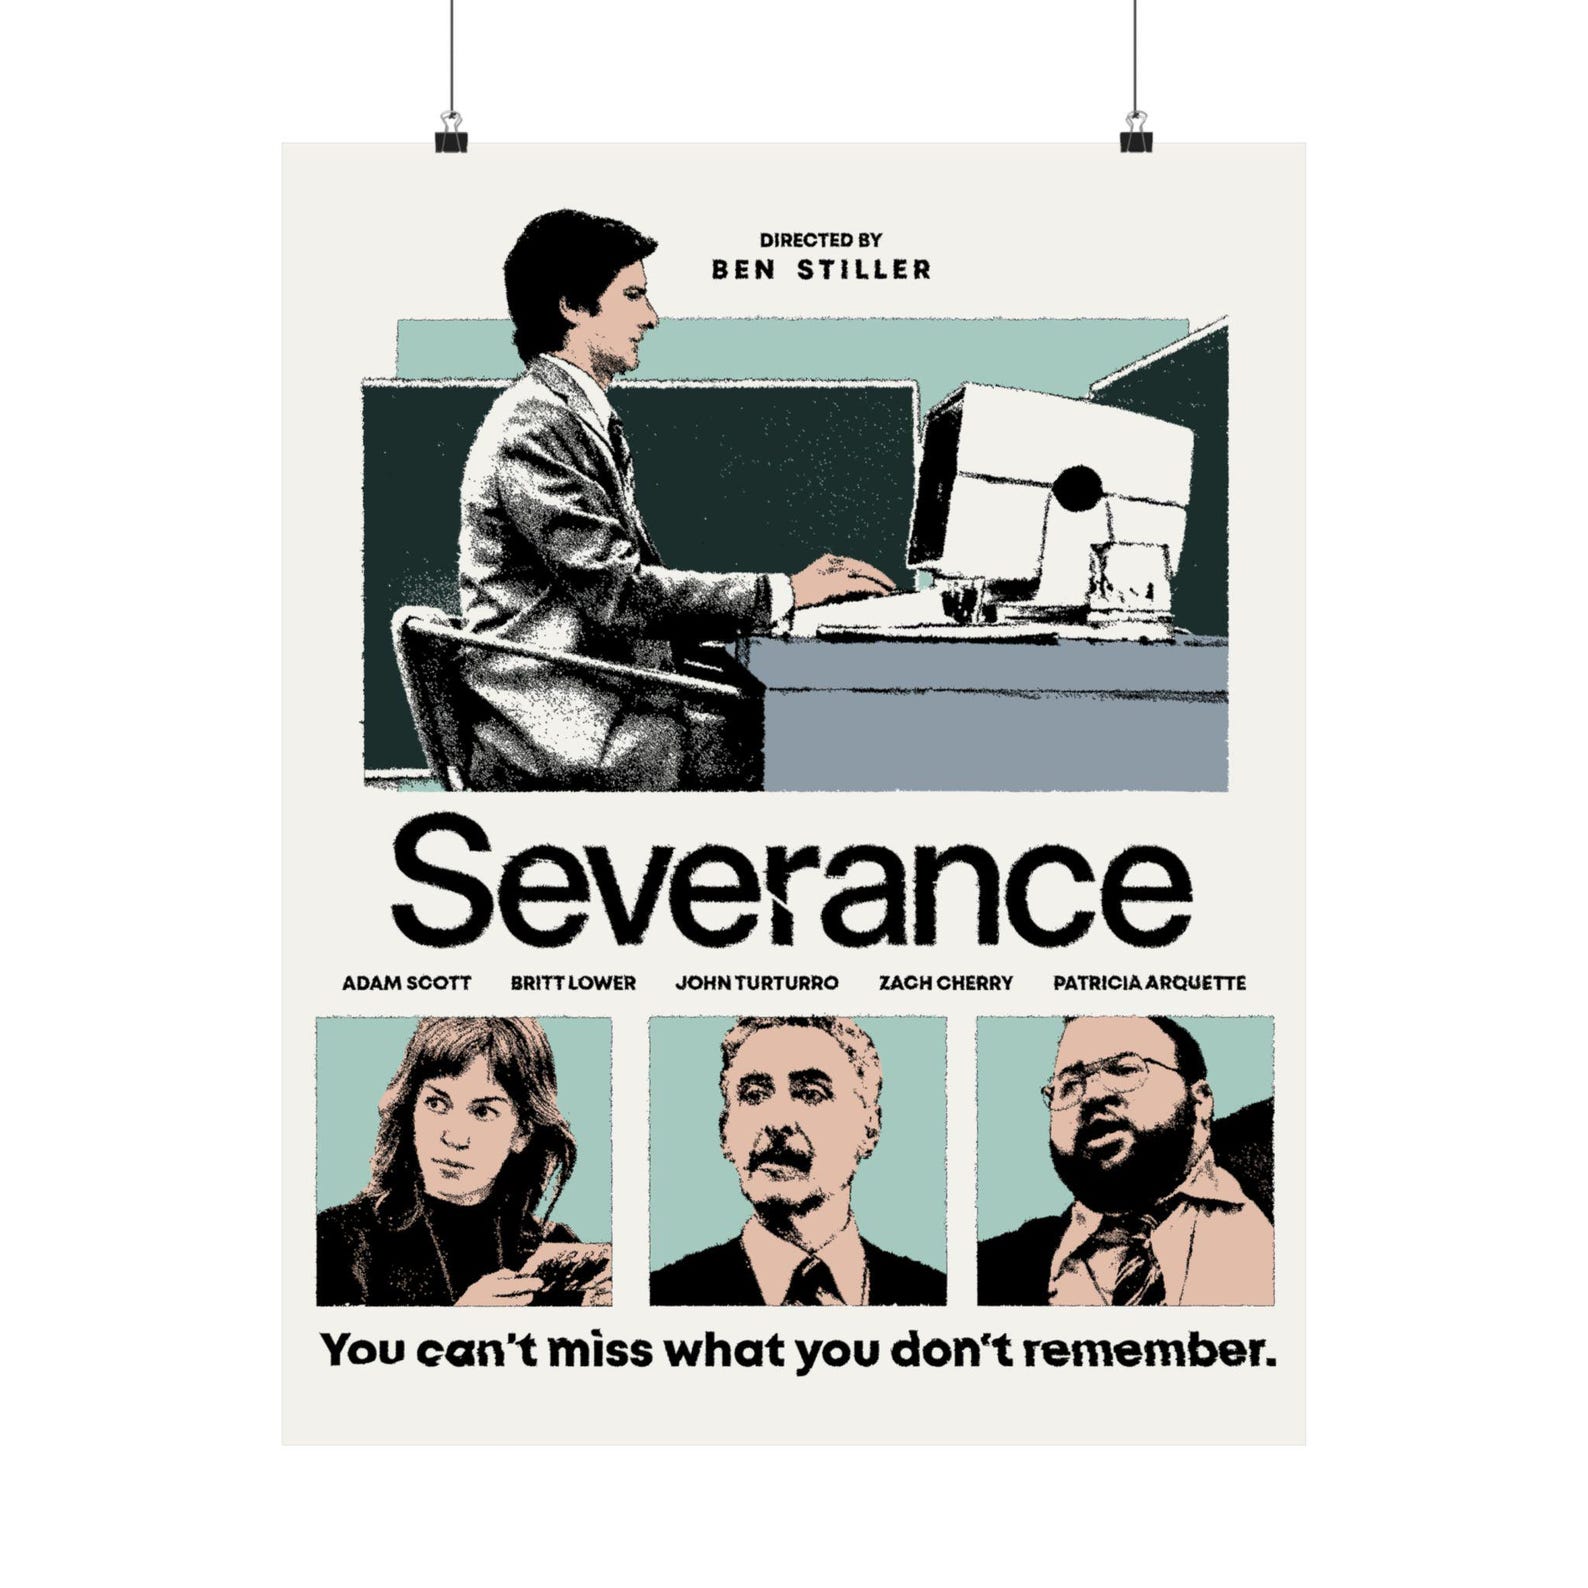 DIRECTED BY
BEN STILLER
Severance
ADAM SCOTT BRITT LOWER JOHN TURTURRO ZACH CHERRY PATRICIA ARQUETTE
You can't miss what you don't remember.